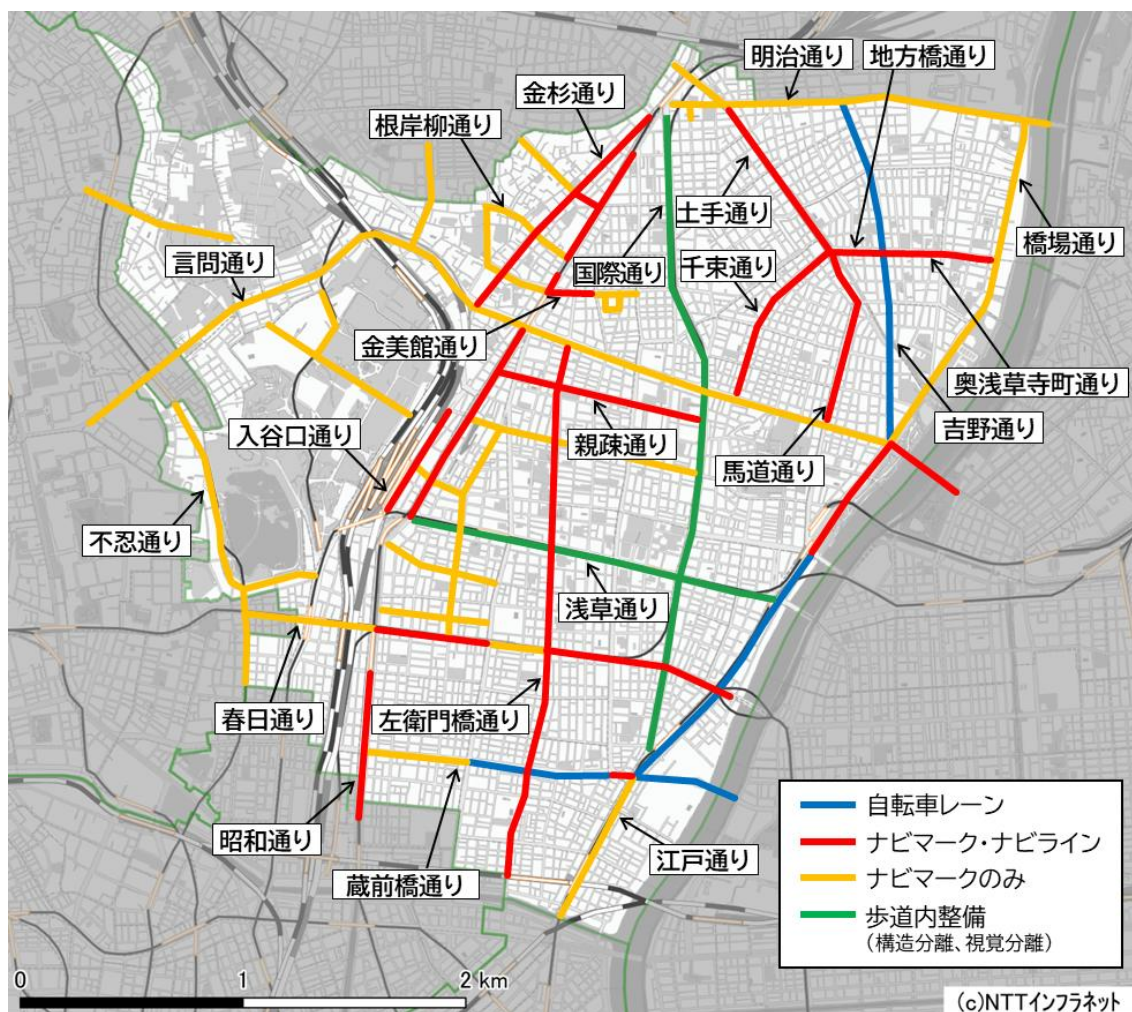 明治通り
地方橋通り
金杉通り
根岸柳通り
土手通り
橋場通り
言問通り
国際通り
千束通り
金美館通り
奥浅草寺町通り
入谷口通り
親疎通り
馬道通り
吉野通り
不忍通り
浅草通り
春日通り
左衛門橋通り
昭和通り
蔵前橋通り
江戸通り
自転車レーン
ナビマーク・ナビライン
ナビマークのみ
歩道内整備
(構造分離、視覚分離)
0 1 2 km
(c)NTTインフラネット